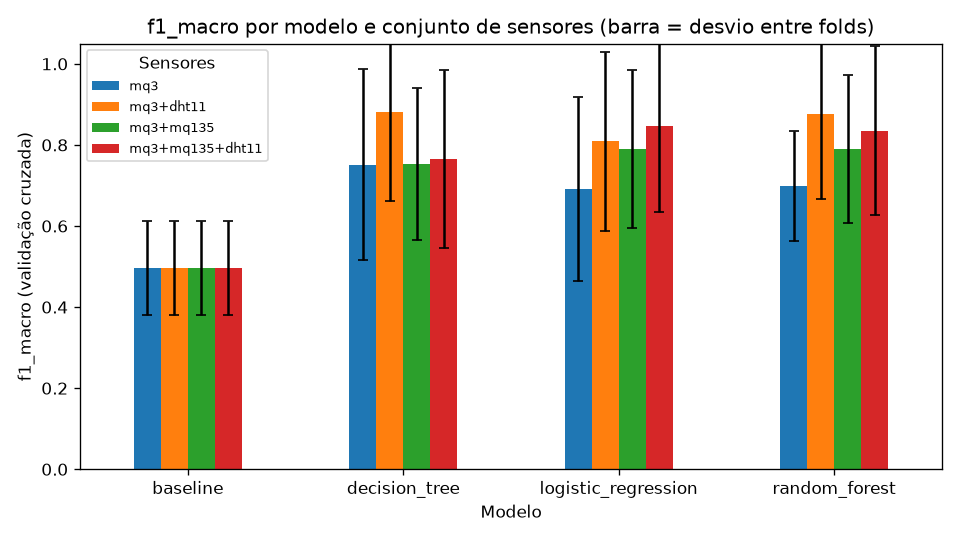 f1_macro por modelo e conjunto de sensores (barra = desvio entre folds)
f1_macro (validação cruzada)
1.0
0.8
0.6
0.4
0.2
0.0
Sensores
mq3
mq3+dht11
mq3+mq135
mq3+mq135+dht11
baseline
decision_tree
logistic_regression
random_forest
Modelo